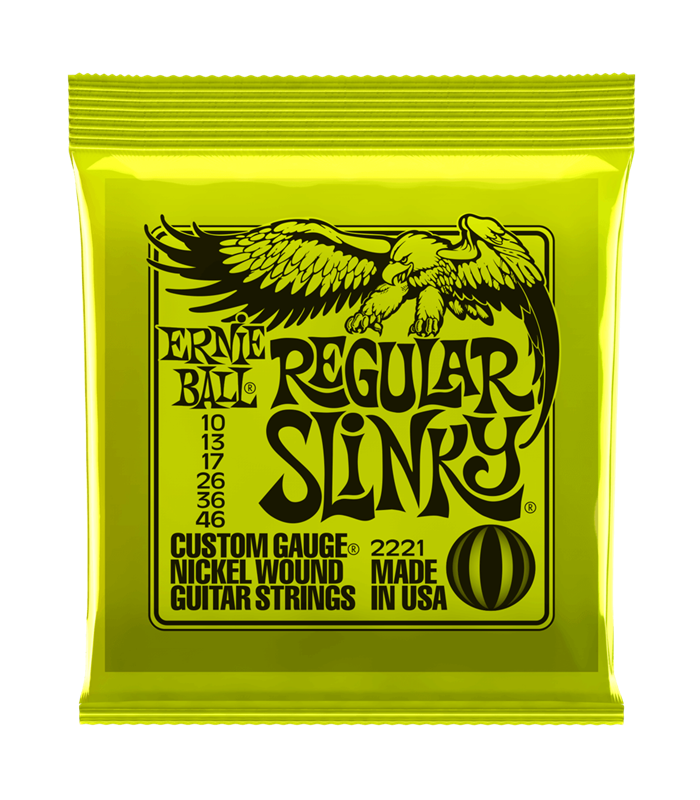 ERNiE
BALL®
REGULAR
SLiNKY®
10
13
17
26
36
46
CUSTOM GAUGE®
NICKEL WOUND
GUITAR STRINGS
2221
MADE
IN USA